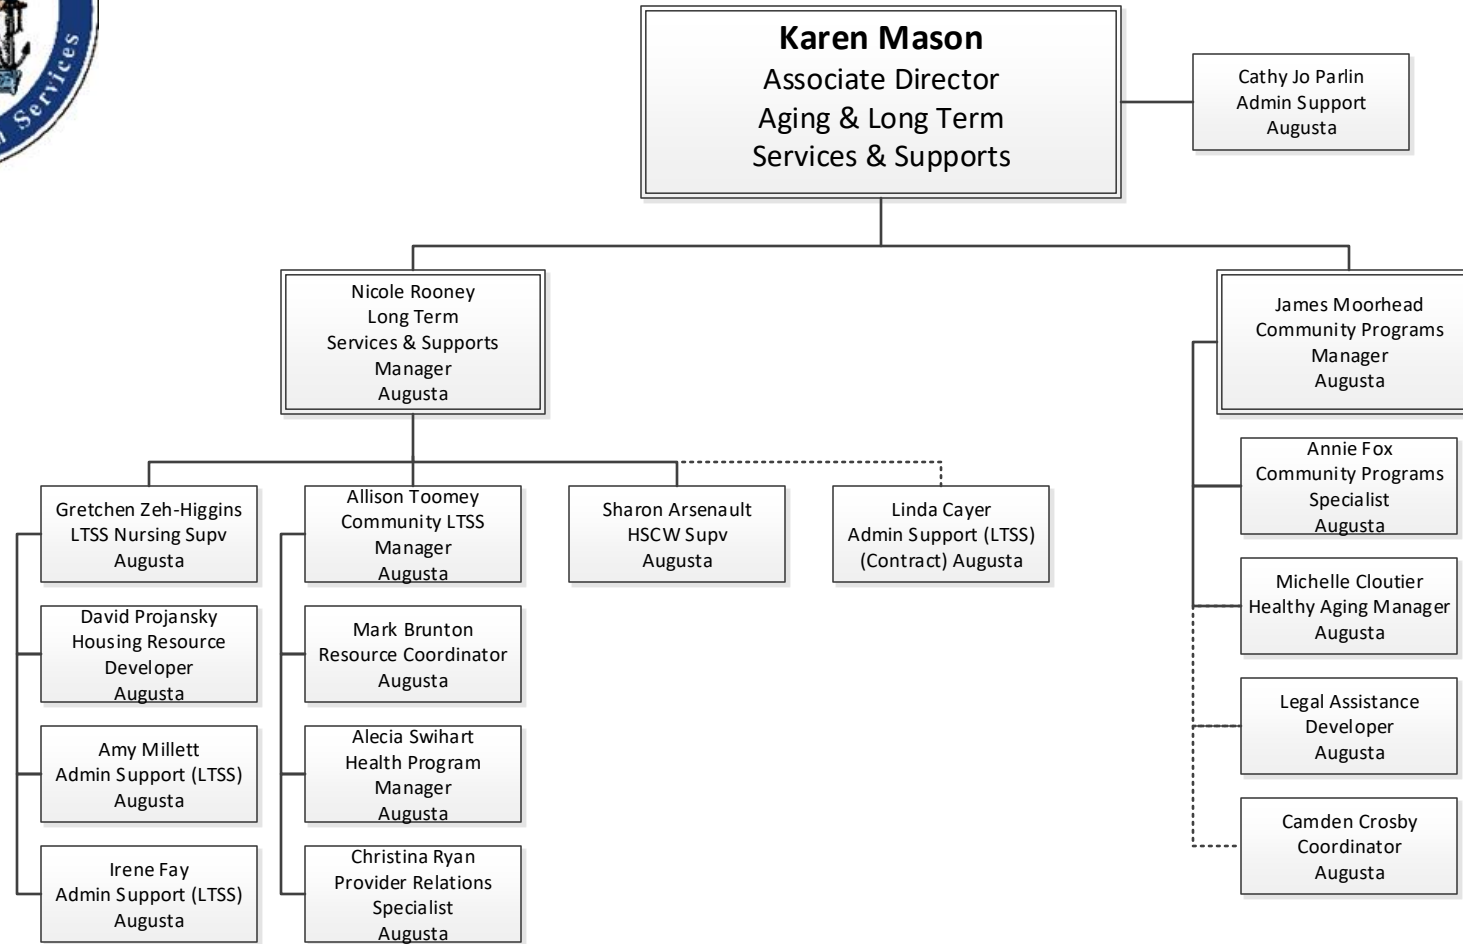 Services
Karen Mason
Associate Director
Aging & Long Term
Services & Supports
Cathy Jo Parlin
Admin Support
Augusta
Nicole Rooney
Long Term
Services & Supports
Manager
Augusta
James Moorhead
Community Programs
Manager
Augusta
Gretchen Zeh-Higgins
LTSS Nursing Supv
Augusta
Allison Toomey
Community LTSS
Manager
Augusta
Sharon Arsenault
HSCW Supv
Augusta
Linda Cayer
Admin Support (LTSS)
(Contract) Augusta
Annie Fox
Community Programs
Specialist
Augusta
David Projansky
Housing Resource
Developer
Augusta
Mark Brunton
Resource Coordinator
Augusta
Michelle Cloutier
Healthy Aging Manager
Augusta
Amy Millett
Admin Support (LTSS)
Augusta
Alecia Swihart
Health Program
Manager
Augusta
Legal Assistance
Developer
Augusta
Irene Fay
Admin Support (LTSS)
Augusta
Christina Ryan
Provider Relations
Specialist
Augusta
Camden Crosby
Coordinator
Augusta